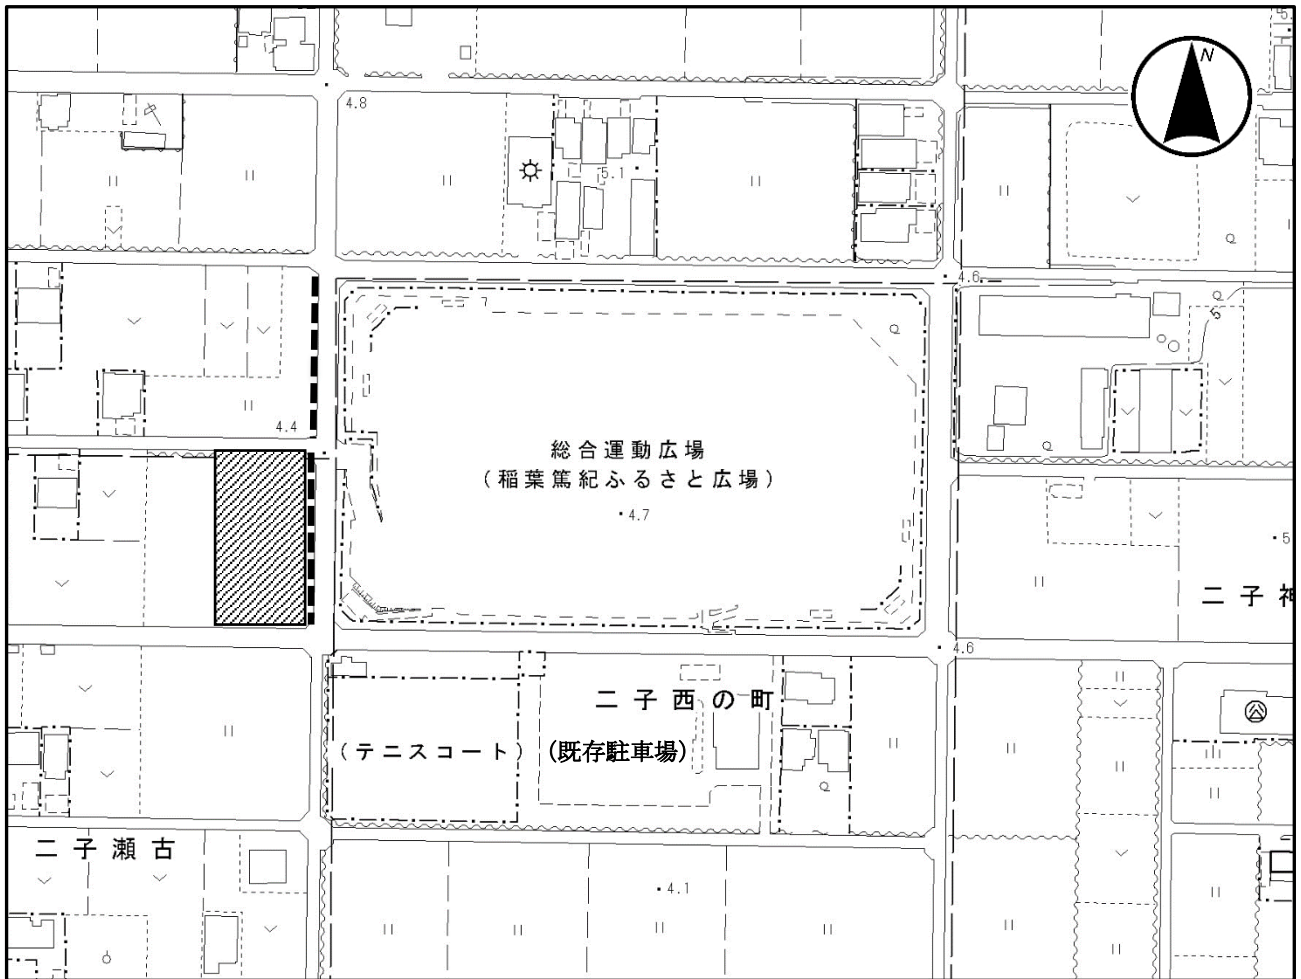 N
4.8
5.1
4.6
5
4.4
総合運動広場
(稲葉篤紀ふるさと広場)
4.7
5
二子神
4.6
二子西の町
(テニスコート)
(既存駐車場)
二子瀬古
4.1